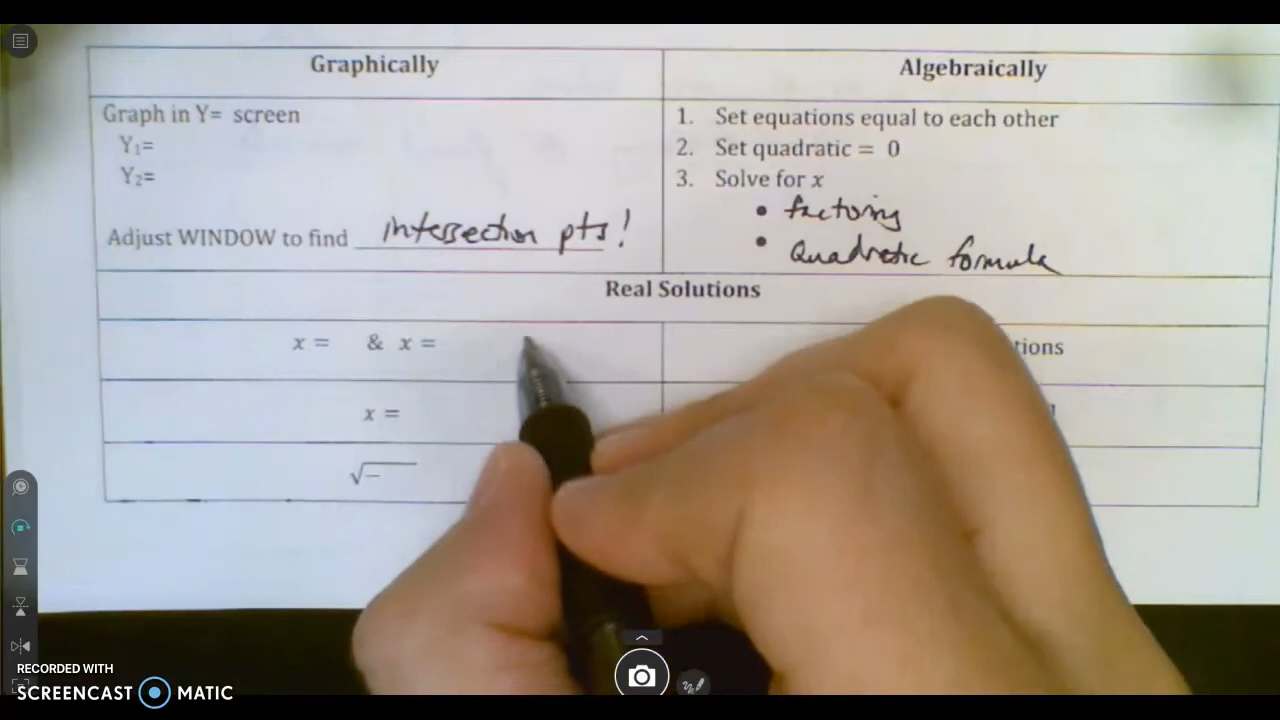 Graphically
Algebraically
Graph in Y= screen
Y₁=
Y₂=
Adjust WINDOW to find intersection pts!
1. Set equations equal to each other
2. Set quadratic = 0
3. Solve for x
• factoring
• Quadratic formula
Real Solutions
x = & x =
x =
√−
RECORDED WITH
SCREENCAST MATIC